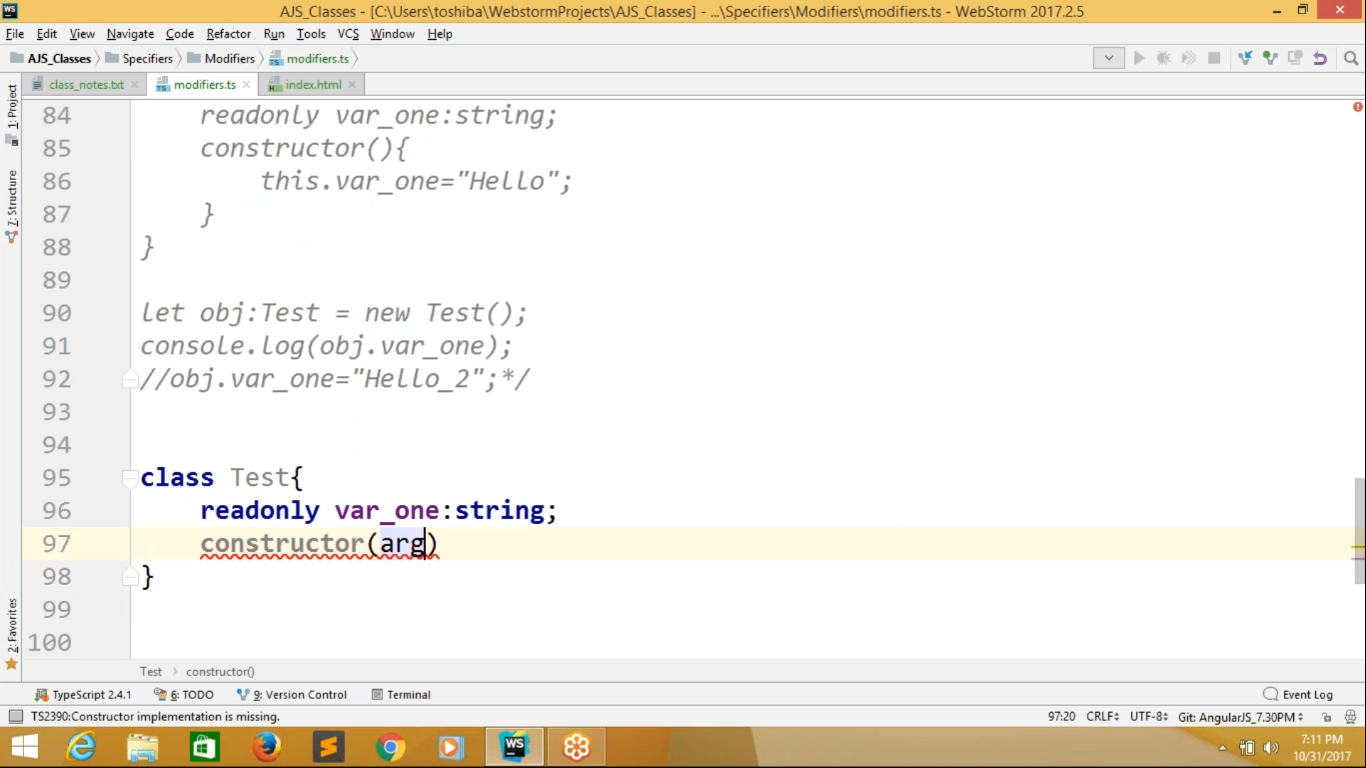 AJS_Classes - [C:\Users\toshiba\WebstormProjects\AJS_Classes] - ...\Specifiers\Modifiers\modifiers.ts - WebStorm 2017.2.5
File Edit View Navigate Code Refactor Run Tools VCS Window Help
AJS_Classes Specifiers Modifiers modifiers.ts
class_notes.txt modifiers.ts index.html
1: Project
Z: Structure
2: Favorites
84 readonly var_one:string;
85 constructor(){
86 this.var_one="Hello";
87 }
88 }
89
90 let obj:Test = new Test();
91 console.log(obj.var_one);
92 //obj.var_one="Hello_2";*/
93
94
95 class Test{
96 readonly var_one:string;
97 constructor(arg)
98 }
99
100
Test constructor()
TypeScript 2.4.1 6: TODO 9: Version Control Terminal Event Log
TS2390:Constructor implementation is missing. 97:20 CRLF UTF-8 Git: AngularJS_7.30PM
7:11 PM
10/31/2017